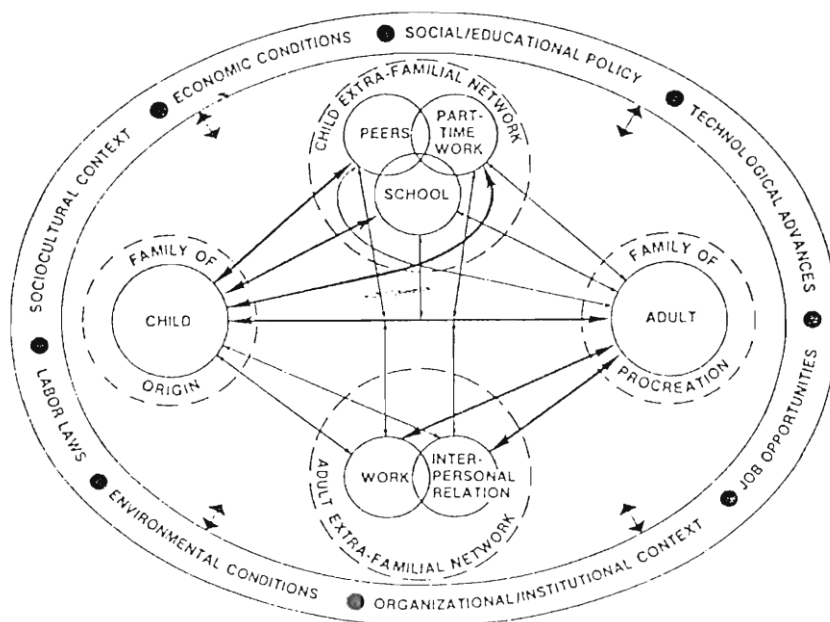 ECONOMIC CONDITIONS
SOCIAL/EDUCATIONAL POLICY
TECHNOLOGICAL ADVANCES
JOB OPPORTUNITIES
ORGANIZATIONAL/INSTITUTIONAL CONTEXT
ENVIRONMENTAL CONDITIONS
LABOR LAWS
SOCIOCULTURAL CONTEXT
CHILD EXTRA-FAMILIAL NETWORK
PEERS
PART-
TIME
WORK
SCHOOL
FAMILY OF
CHILD
ORIGIN
FAMILY OF
ADULT
PROCREATION
WORK
INTER-
PERSONAL
RELATION
ADULT EXTRA-FAMILIAL NETWORK